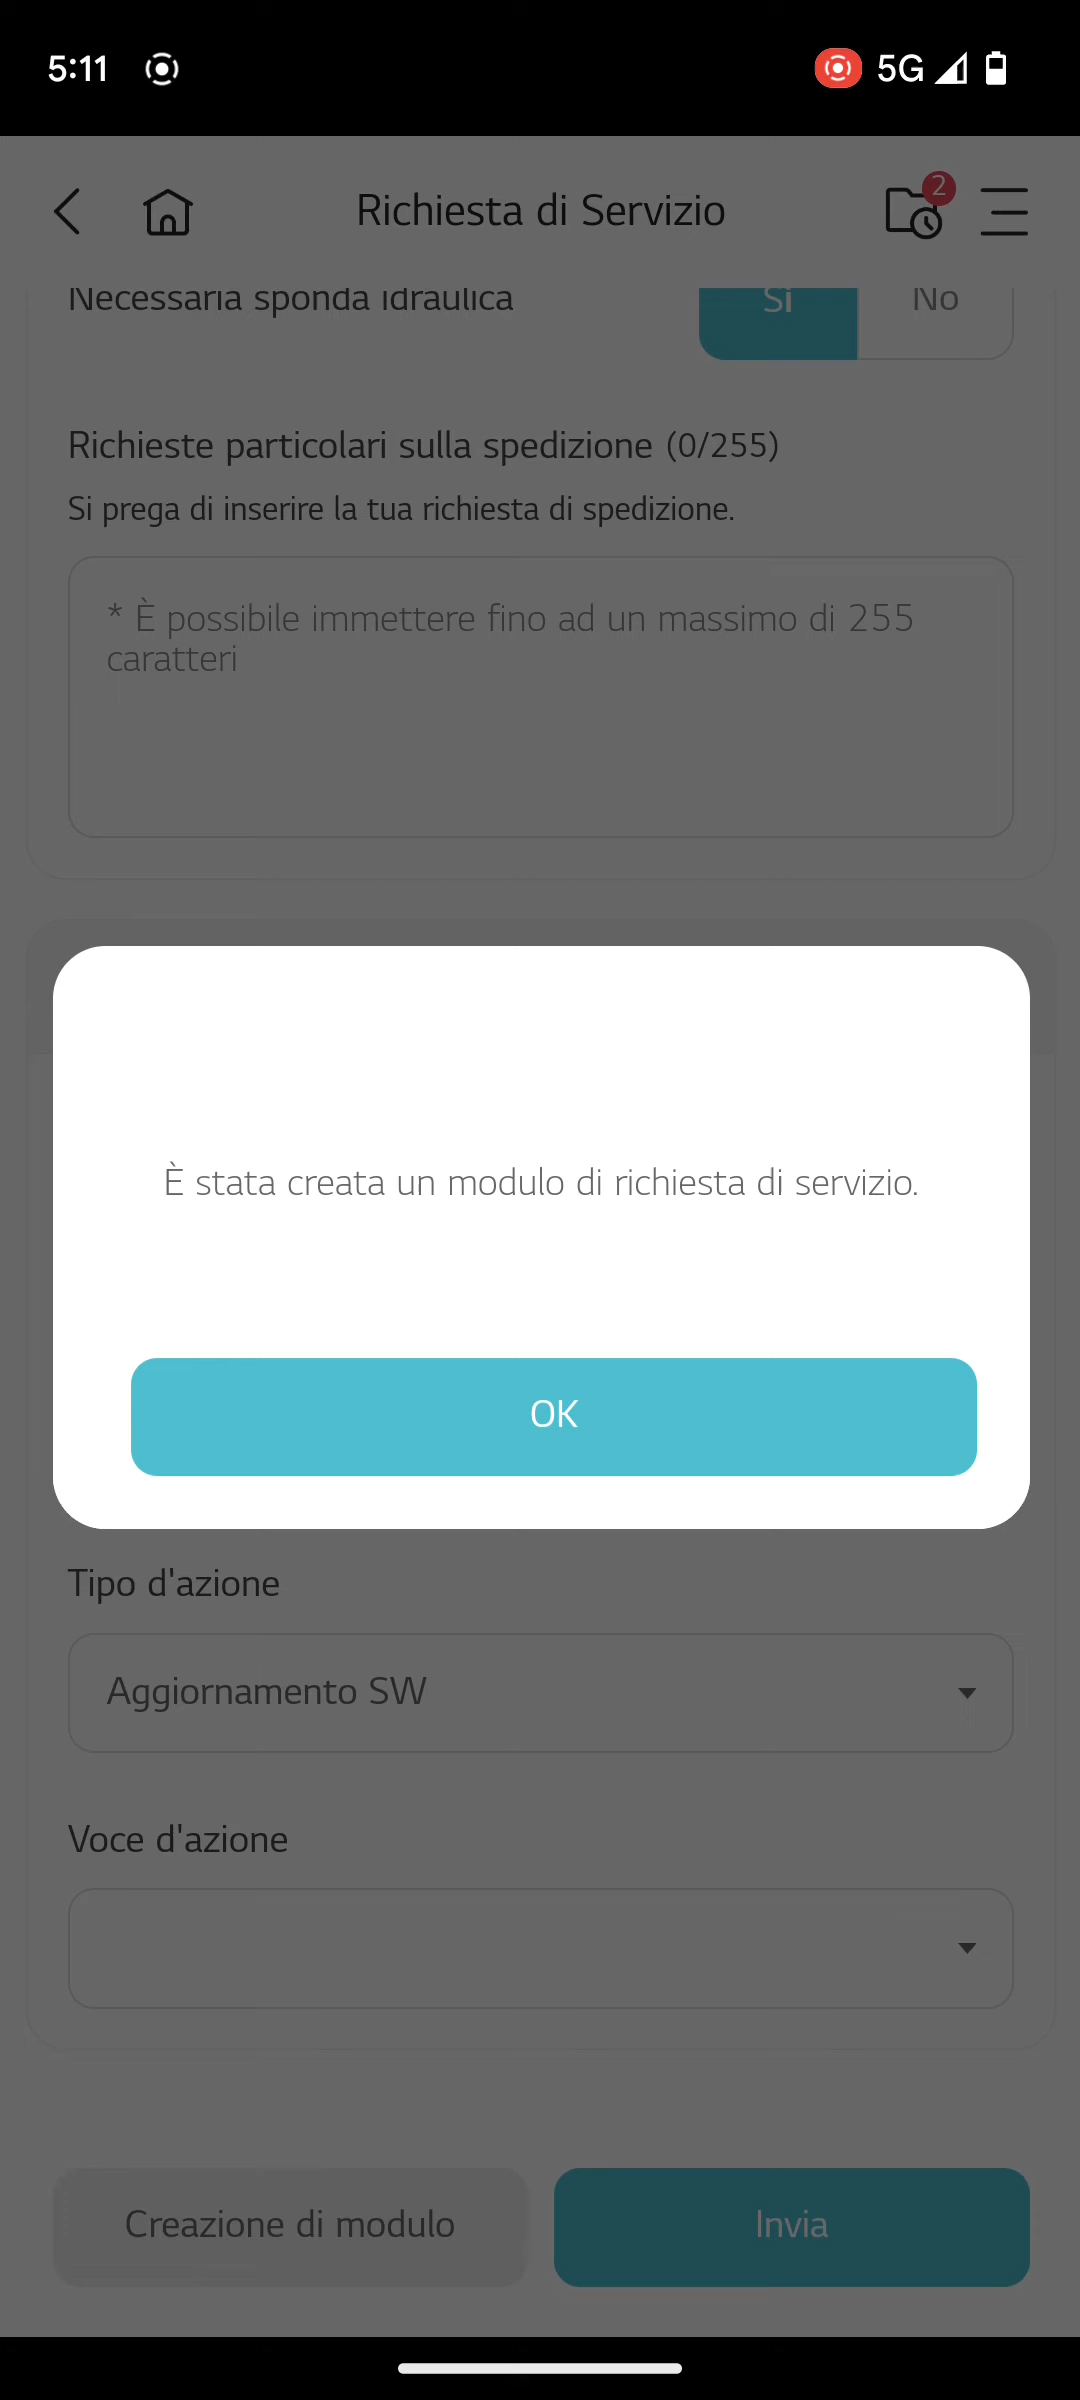 5:11
5G
Richiesta di Servizio
2
Necessaria sponda idraulica
Si
No
Richieste particolari sulla spedizione (0/255)
Si prega di inserire la tua richiesta di spedizione.
* È possibile immettere fino ad un massimo di 255
caratteri
È stata creata un modulo di richiesta di servizio.
OK
Tipo d'azione
Aggiornamento SW
Voce d'azione
Creazione di modulo
Invia